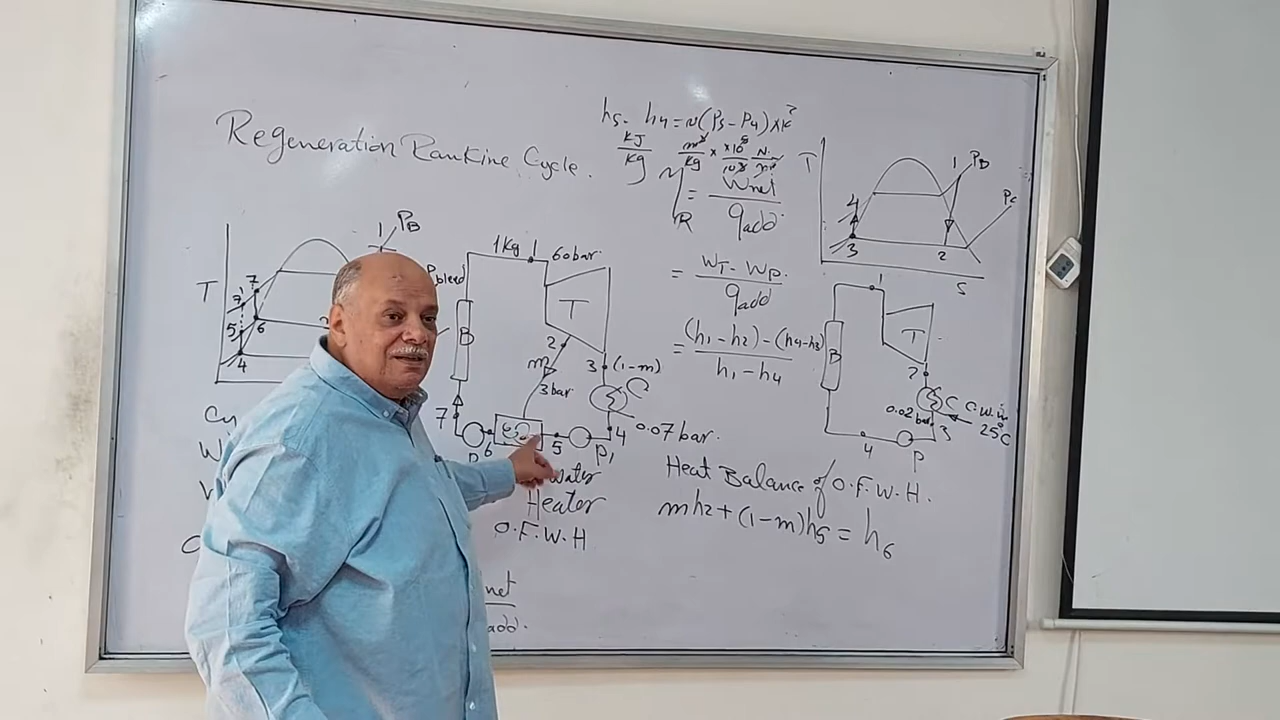 Regeneration Rankine Cycle.
h5 - h4 = v(P5 - P4) x 10²
kJ/kg
m³/kg x x10⁵/10³ N/m²
ηR = Wnet/qadd
= WT - WP/qadd
= (h1 - h2) - (h4 - h3)/h1 - h4
T
1
PB
7
5
6
4
Pbleed
1 Kg
1
60 bar
B
T
2
m
3 bar
3
(1-m)
C
0.07 bar.
4
P1
5
6
7
Water
Heater
O.F.W.H
net
add.
T
1
PB
PC
4
3
2
S
1
B
T
2
C
C.W.in
25°C
0.02 bar
3
P
4
Heat Balance of O.F.W.H.
mh2 + (1-m)h5 = h6